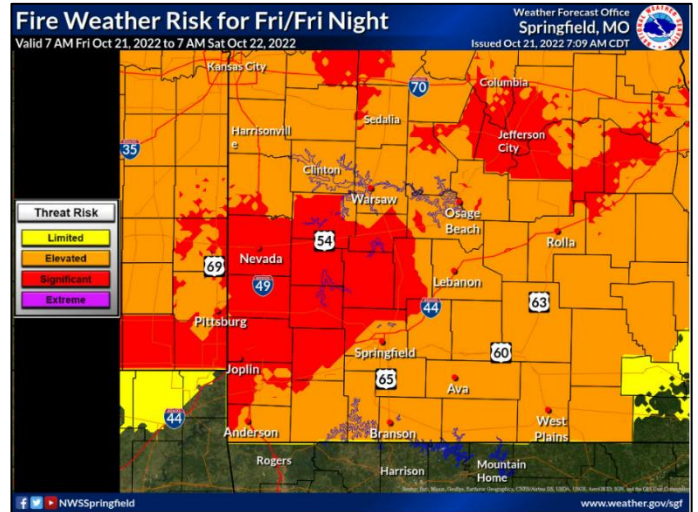 Fire Weather Risk for Fri/Fri Night
Valid 7 AM Fri Oct 21, 2022 to 7 AM Sat Oct 22, 2022
Weather Forecast Office
Springfield, MO
Issued Oct 21, 2022 7:09 AM CDT
Kansas City
70
Columbia
Harrisonvill
e
Sedalia
Jefferson
City
35
Clinton
Warsaw
Osage
Beach
Threat Risk
Limited
Elevated
Significant
Extreme
54
Rolla
Nevada
69
49
Lebanon
63
44
Pittsburg
Springfield
60
Joplin
65
Ava
44
Anderson
Branson
West
Plains
Rogers
Harrison
Mountain
Home
NWSSpringfield
www.weather.gov/sgf